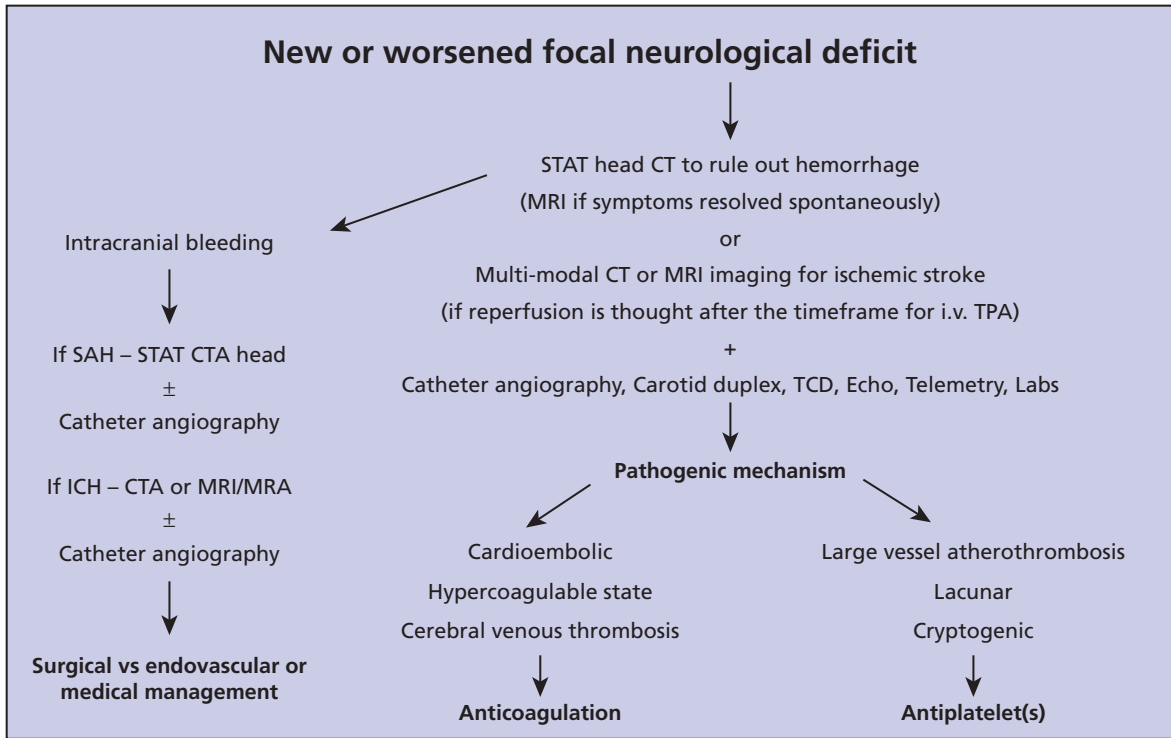 New or worsened focal neurological deficit
STAT head CT to rule out hemorrhage
(MRI if symptoms resolved spontaneously)
or
Multi-modal CT or MRI imaging for ischemic stroke
(if reperfusion is thought after the timeframe for i.v. TPA)
+
Catheter angiography, Carotid duplex, TCD, Echo, Telemetry, Labs
Intracranial bleeding
If SAH – STAT CTA head
±
Catheter angiography
If ICH – CTA or MRI/MRA
±
Catheter angiography
Surgical vs endovascular or
medical management
Pathogenic mechanism
Cardioembolic
Hypercoagulable state
Cerebral venous thrombosis
Anticoagulation
Large vessel atherothrombosis
Lacunar
Cryptogenic
Antiplatelet(s)